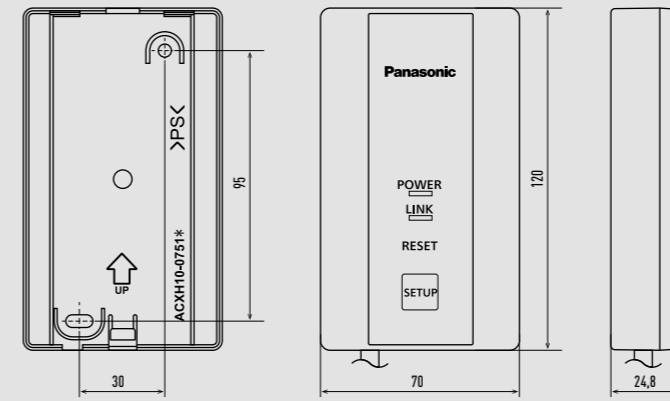 >PS<
95
UP
ACXH10-0751*
30
Panasonic
POWER
LINK
RESET
SETUP
120
70
24,8